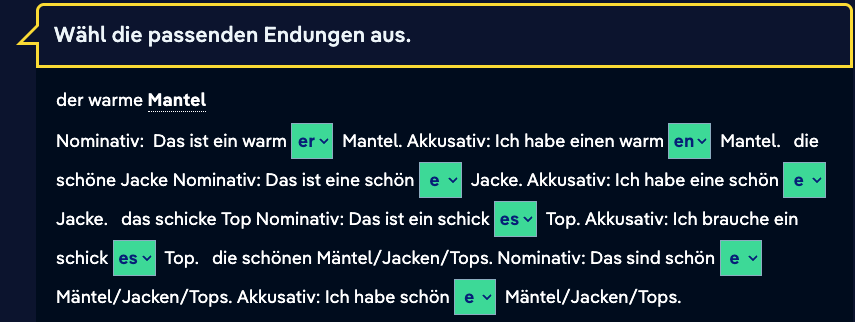 Wähl die passenden Endungen aus.
der warme Mantel
Nominativ: Das ist ein warm er Mantel. Akkusativ: Ich habe einen warm en Mantel. die
schöne Jacke Nominativ: Das ist eine schön e Jacke. Akkusativ: Ich habe eine schön e
Jacke. das schicke Top Nominativ: Das ist ein schick es Top. Akkusativ: Ich brauche ein
schick es Top. die schönen Mäntel/Jacken/Tops. Nominativ: Das sind schön e
Mäntel/Jacken/Tops. Akkusativ: Ich habe schön e Mäntel/Jacken/Tops.